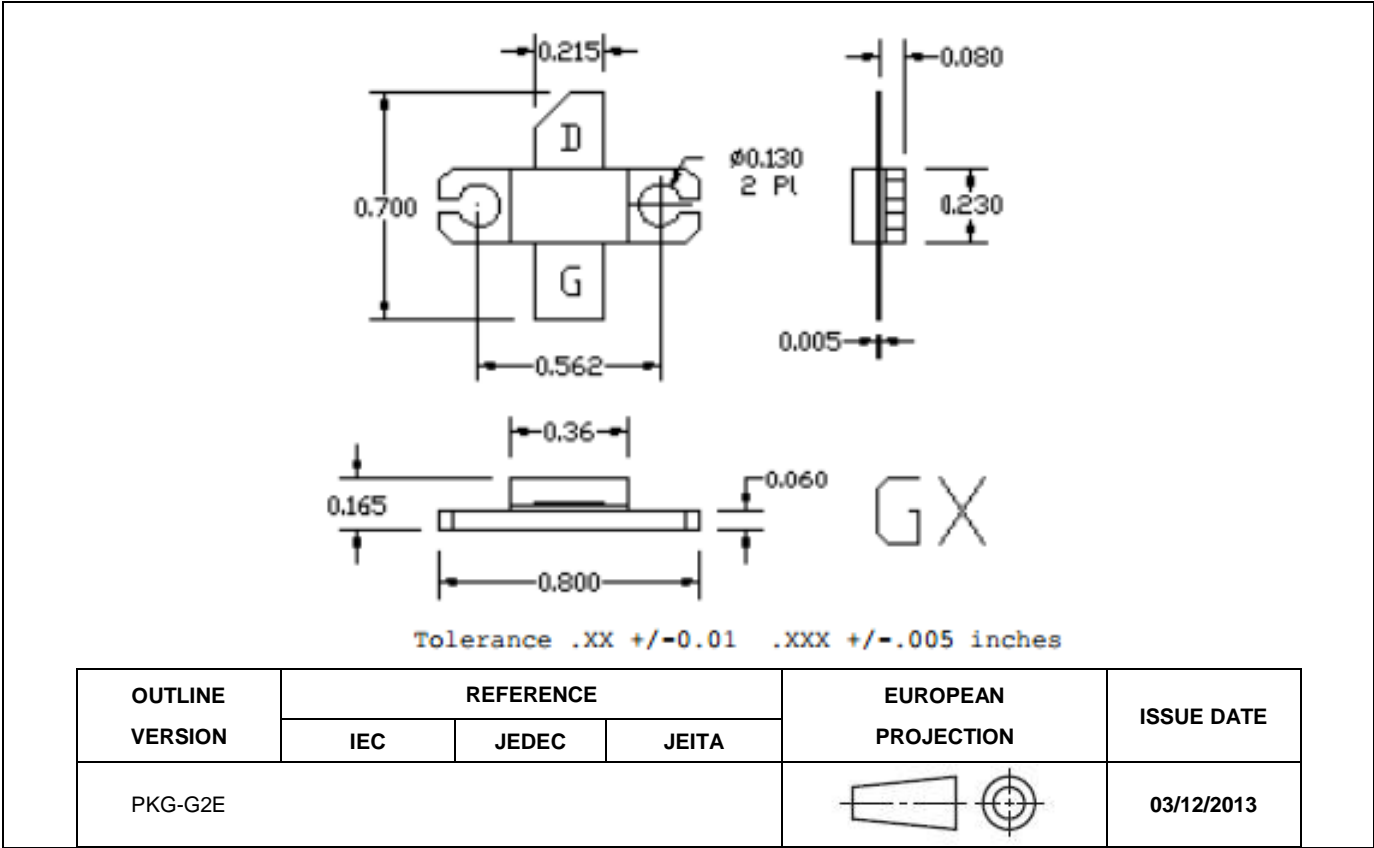 0.215
0.080
D
ø0.130
2 Pl
0.700
0.230
G
0.005
0.562
0.36
0.060
0.165
GX
0.800
Tolerance .XX +/-0.01 .XXX +/-.005 inches
OUTLINE VERSION
REFERENCE
EUROPEAN PROJECTION
ISSUE DATE
IEC
JEDEC
JEITA
PKG-G2E
03/12/2013